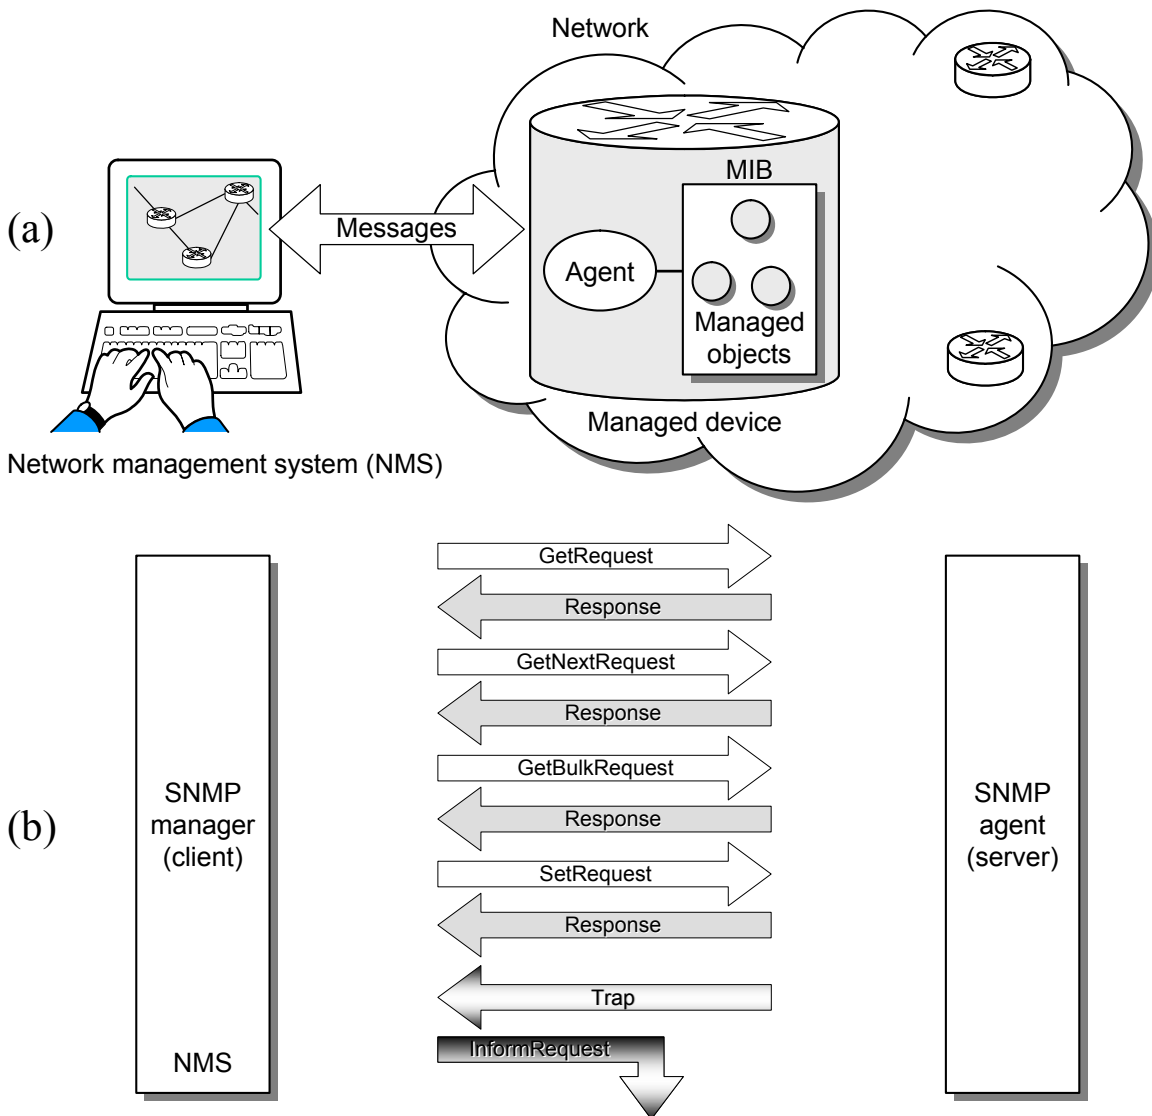 Network
MIB
(a)
Messages
Agent
Managed
objects
Managed device
Network management system (NMS)
(b)
SNMP
manager
(client)
NMS
GetRequest
Response
GetNextRequest
Response
GetBulkRequest
Response
SetRequest
Response
Trap
InformRequest
SNMP
agent
(server)